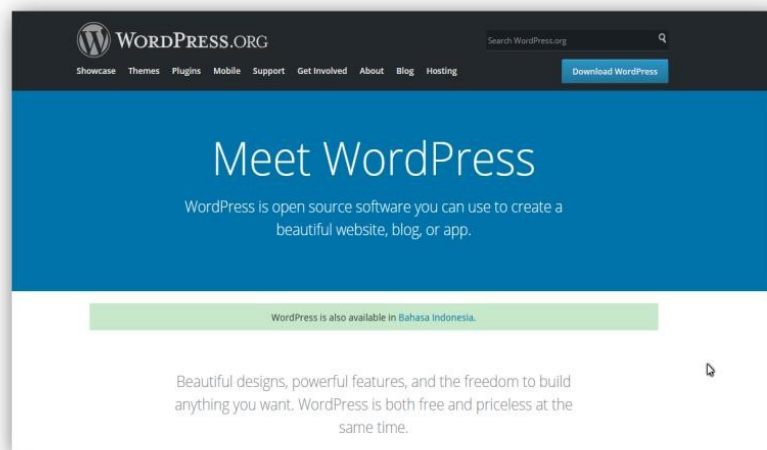 WORDPRESS.ORG
Search WordPress.org
Showcase Themes Plugins Mobile Support Get Involved About Blog Hosting
Download WordPress
Meet WordPress
WordPress is open source software you can use to create a
beautiful website, blog, or app.
WordPress is also available in Bahasa Indonesia.
Beautiful designs, powerful features, and the freedom to build
anything you want. WordPress is both free and priceless at the
same time.